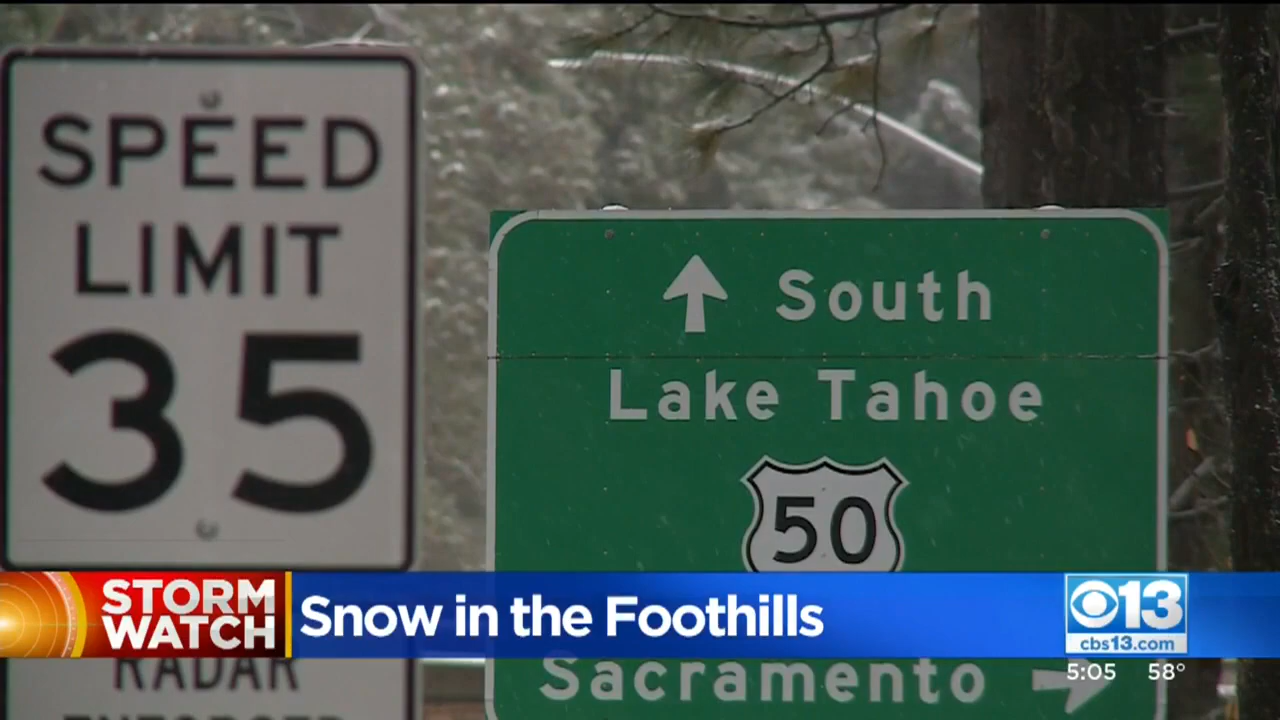 SPEED
LIMIT
35
South
Lake Tahoe
50
STORM
WATCH
Snow in the Foothills
13
cbs13.com
RADAR
ENFORCED
Sacramento
5:05 58°